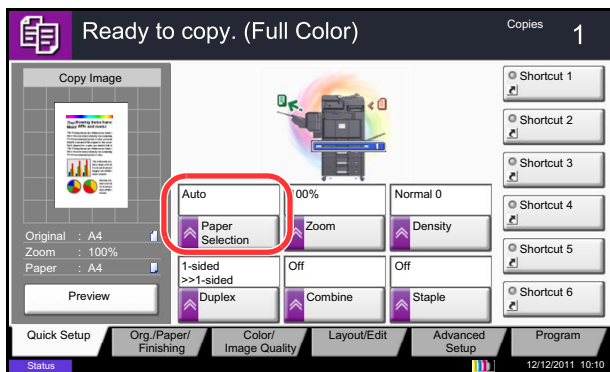 Ready to copy. (Full Color)
Copies
1
Copy Image
Original : A4
Zoom : 100%
Paper : A4
Preview
1
Auto
Paper
Selection
00%
Zoom
Normal 0
Density
1-sided
>>1-sided
Duplex
Off
Combine
Off
Staple
Shortcut 1
Shortcut 2
Shortcut 3
Shortcut 4
Shortcut 5
Shortcut 6
Quick Setup
Org./Paper/
Finishing
Color/
Image Quality
Layout/Edit
Advanced
Setup
Program
Status
12/12/2011 10:10